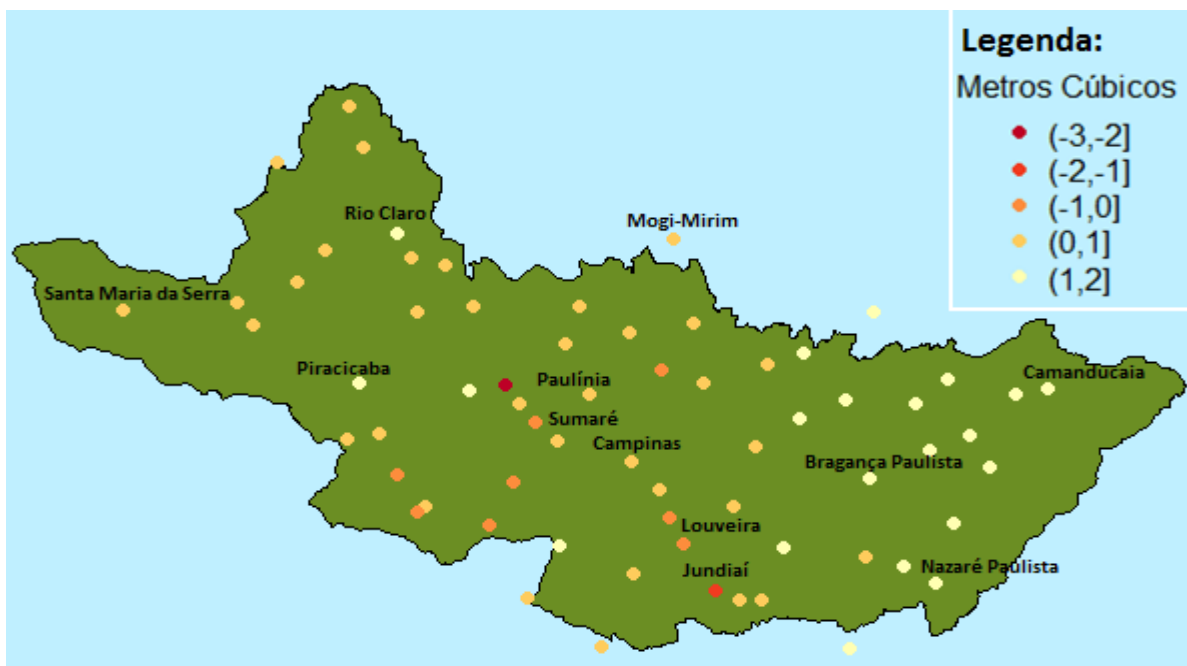 Legenda:
Metros Cúbicos
(-3,-2]
(-2,-1]
(-1,0]
(0,1]
(1,2]
Rio Claro
Mogi-Mirim
Santa Maria da Serra
Piracicaba
Paulínia
Camanducaia
Sumaré
Campinas
Bragança Paulista
Louveira
Jundiaí
Nazaré Paulista